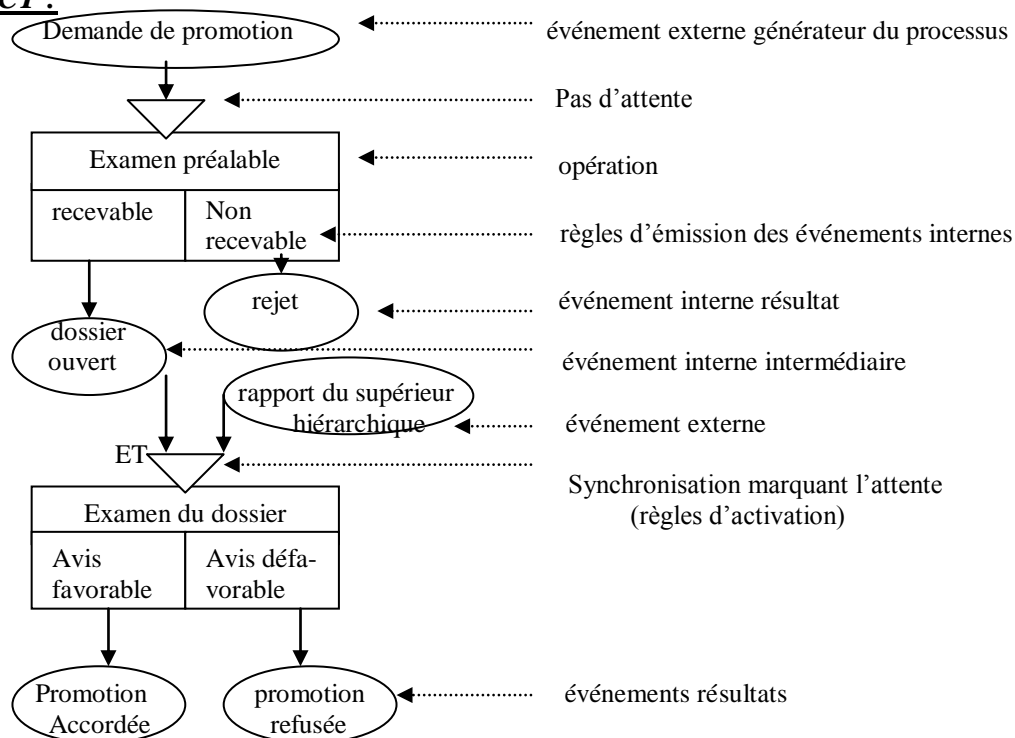 CT :
Demande de promotion
événement externe générateur du processus
Pas d’attente
Examen préalable
opération
recevable
Non
recevable
règles d’émission des événements internes
rejet
événement interne résultat
dossier
ouvert
événement interne intermédiaire
rapport du supérieur
hiérarchique
événement externe
ET
Synchronisation marquant l’attente
(règles d’activation)
Examen du dossier
Avis
favorable
Avis défa-
vorable
Promotion
Accordée
promotion
refusée
événements résultats